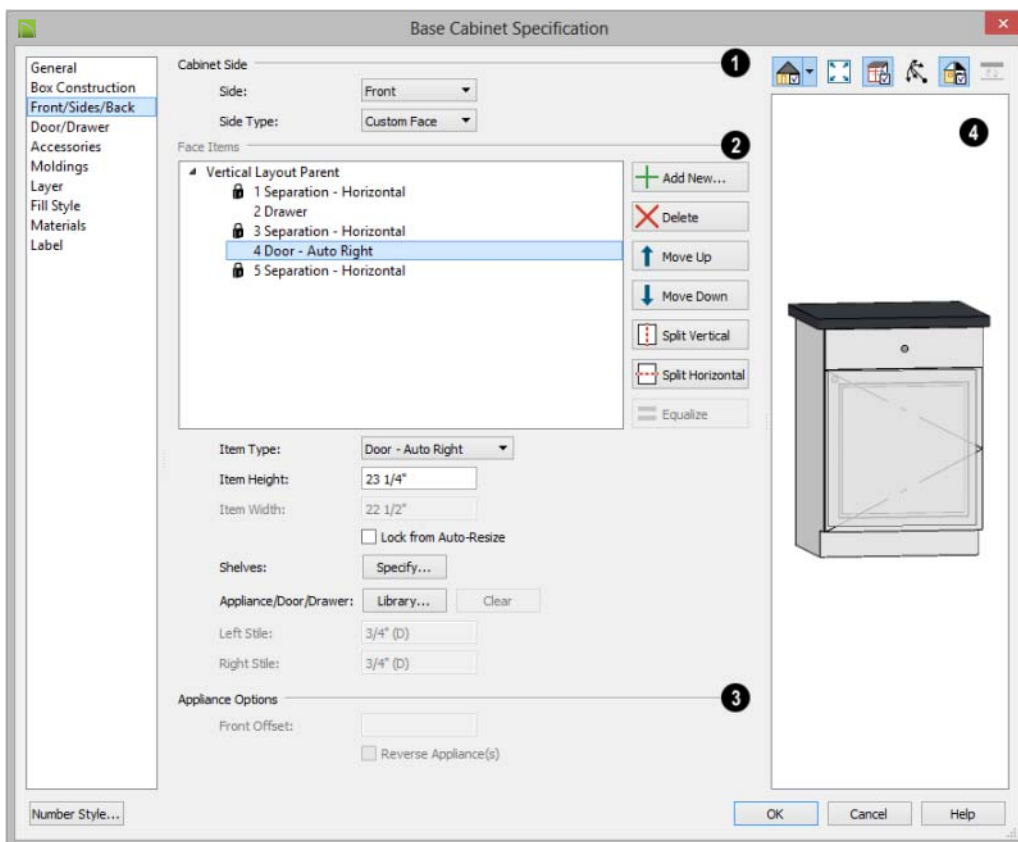 Base Cabinet Specification
General
Box Construction
Front/Sides/Back
Door/Drawer
Accessories
Moldings
Layer
Fill Style
Materials
Label
Cabinet Side 1
Side: Front
Side Type: Custom Face
Face Items 2
Vertical Layout Parent
1 Separation - Horizontal
2 Drawer
3 Separation - Horizontal
4 Door - Auto Right
5 Separation - Horizontal
Add New...
Delete
Move Up
Move Down
Split Vertical
Split Horizontal
Equalize
Item Type: Door - Auto Right
Item Height: 23 1/4"
Item Width: 22 1/2"
Lock from Auto-Resize
Shelves: Specify...
Appliance/Door/Drawer: Library... Clear
Left Stile: 3/4" (D)
Right Stile: 3/4" (D)
Appliance Options 3
Front Offset:
Reverse Appliance(s)
4
Number Style... OK Cancel Help